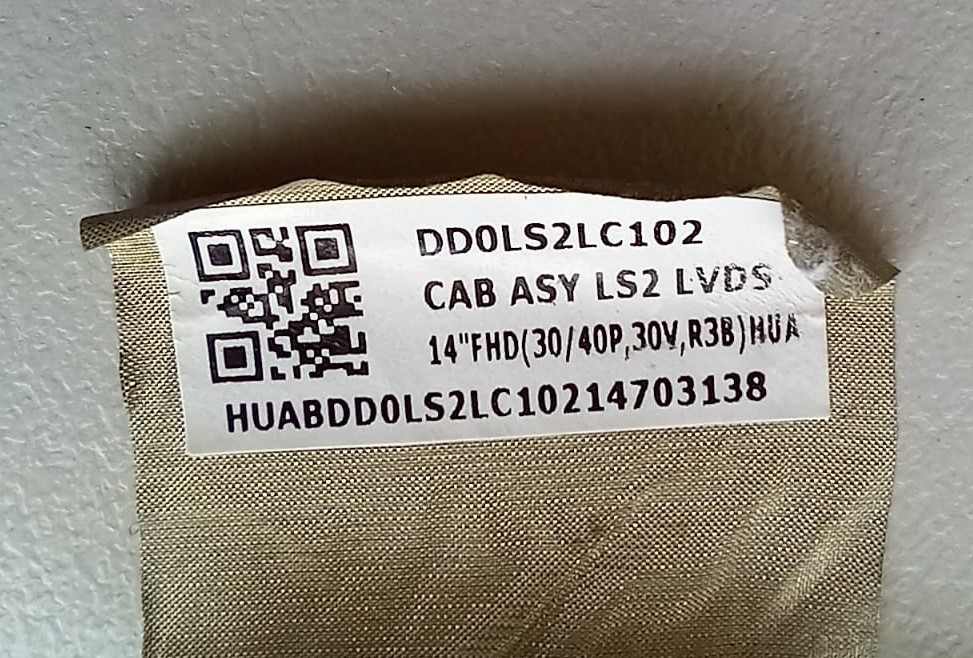 DD0LS2LC102
CAB ASY LS2 LVDS
14"FHD(30/40P,30V,R3B)HUA
HUABDD0LS2LC10214703138